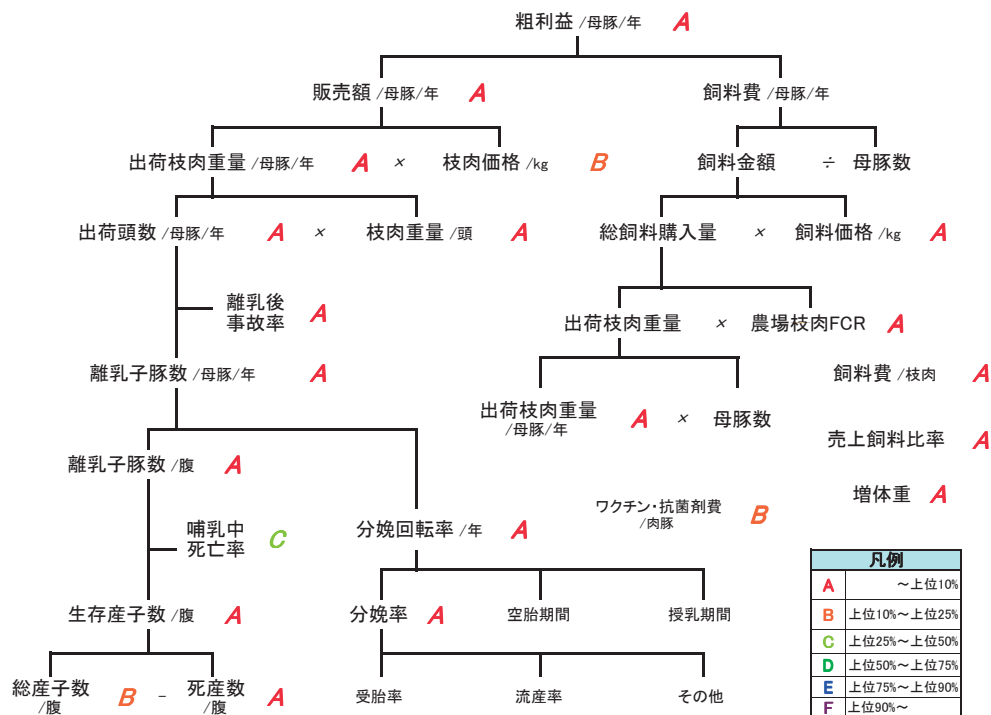 粗利益 /母豚/年 A
販売額 /母豚/年 A 飼料費 /母豚/年
出荷枝肉重量 /母豚/年 A × 枝肉価格 /kg B 飼料金額 ÷ 母豚数
出荷頭数 /母豚/年 A × 枝肉重量 /頭 A 総飼料購入量 × 飼料価格 /kg A
離乳後
事故率 A
出荷枝肉重量 × 農場枝肉FCR A
離乳子豚数 /母豚/年 A
飼料費 /枝肉 A
出荷枝肉重量
/母豚/年 A × 母豚数
売上飼料比率 A
離乳子豚数 /腹 A
増体重 A
ワクチン・抗菌剤費
/肉豚 B
哺乳中
死亡率 C
分娩回転率 /年 A
生存産子数 /腹 A
分娩率 A 空胎期間 授乳期間
総産子数
/腹 B － 死産数
/腹 A
受胎率 流産率 その他
凡例
A ～上位10%
B 上位10%～上位25%
C 上位25%～上位50%
D 上位50%～上位75%
E 上位75%～上位90%
F 上位90%～